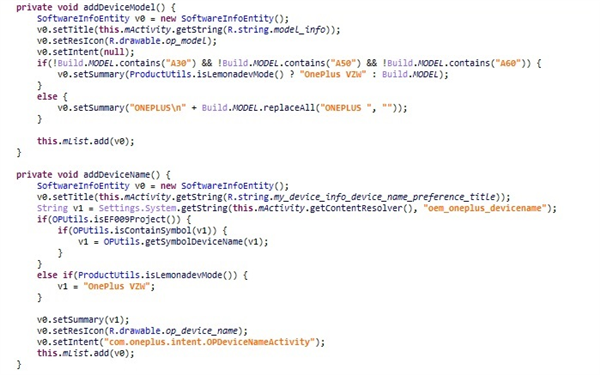 private void addDeviceModel() {
SoftwareInfoEntity v0 = new SoftwareInfoEntity();
v0.setTitle(this.mActivity.getString(R.string.model_info));
v0.setResIcon(R.drawable.op_model);
v0.setIntent(null);
if(!Build.MODEL.contains("A30") && !Build.MODEL.contains("A50") && !Build.MODEL.contains("A60")) {
v0.setSummary(ProductUtils.isLemonadevMode() ? "OnePlus VZW" : Build.MODEL);
}
else {
v0.setSummary("ONEPLUS\n" + Build.MODEL.replaceAll("ONEPLUS ", ""));
}
this.mList.add(v0);
}
private void addDeviceName() {
SoftwareInfoEntity v0 = new SoftwareInfoEntity();
v0.setTitle(this.mActivity.getString(R.string.my_device_info_device_name_preference_title));
String v1 = Settings.System.getString(this.mActivity.getContentResolver(), "oem_oneplus_devicename");
if(OPUtils.isEF009Project()) {
if(OPUtils.isContainSymbol(v1)) {
v1 = OPUtils.getSymbolDeviceName(v1);
}
}
else if(ProductUtils.isLemonadevMode()) {
v1 = "OnePlus VZW";
}
v0.setSummary(v1);
v0.setResIcon(R.drawable.op_device_name);
v0.setIntent("com.oneplus.intent.OPDeviceNameActivity");
this.mList.add(v0);
}